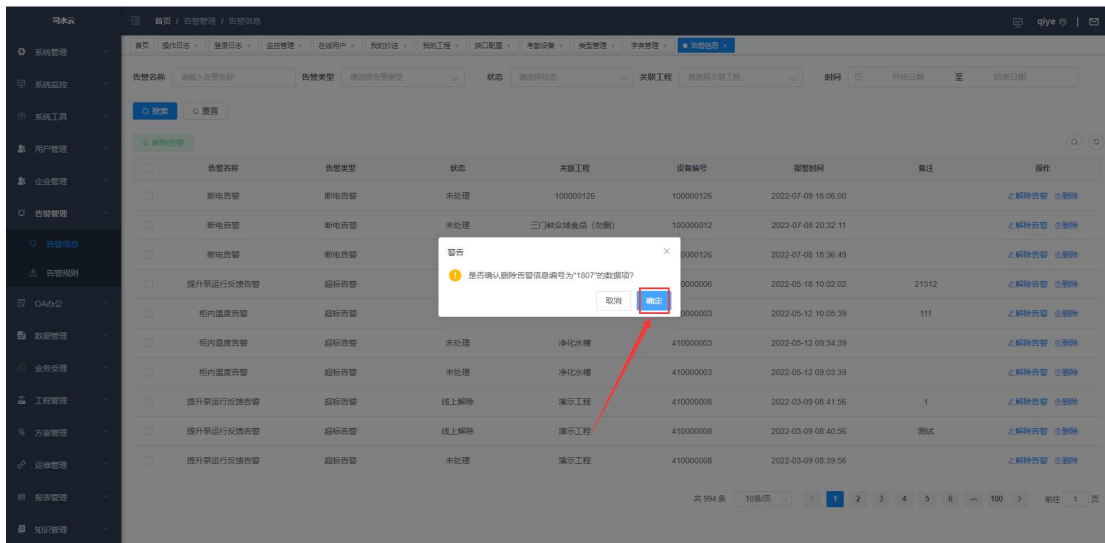 司水云
首页 / 告警管理 / 告警信息
qiye
系统管理
系统监控
系统工具
用户管理
企业管理
告警管理
告警信息
告警规则
OA办公
数据管理
业务受理
工程管理
方案管理
运维管理
报表管理
知识管理
首页 操作日志 × 登录日志 × 监控管理 × 在线用户 × 我的抄送 × 我的工程 × 端口配置 × 考勤设备 × 类型管理 × 字典管理 × 告警信息 ×
告警名称 请输入告警名称 告警类型 请选择告警类型 状态 请选择状态 关联工程 请选择关联工程 时间 开始日期 至 结束日期
搜索 重置
解除告警
告警名称 告警类型 状态 关联工程 设备编号 报警时间 备注 操作
断电告警 断电告警 未处理 100000126 100000126 2022-07-09 18:06:00 解除告警 删除
断电告警 断电告警 未处理 三门峡众城食品（勿删） 100000012 2022-07-08 20:32:11 解除告警 删除
断电告警 断电告警 0000126 2022-07-08 18:36:49 解除告警 删除
提升泵运行反馈告警 超标告警 0000006 2022-05-18 10:02:02 21312 解除告警 删除
柜内温度告警 超标告警 0000003 2022-05-12 10:05:39 111 解除告警 删除
柜内温度告警 超标告警 未处理 净化水槽 410000003 2022-05-12 09:34:39 解除告警 删除
柜内温度告警 超标告警 未处理 净化水槽 410000003 2022-05-12 09:03:39 解除告警 删除
提升泵运行反馈告警 超标告警 线上解除 演示工程 410000008 2022-03-09 08:41:56 1 解除告警 删除
提升泵运行反馈告警 超标告警 线上解除 演示工程 410000008 2022-03-09 08:40:56 测试 解除告警 删除
提升泵运行反馈告警 超标告警 未处理 演示工程 410000008 2022-03-09 08:39:56 解除告警 删除
警告 ×
是否确认删除告警信息编号为"1807"的数据项?
取消 确定
共 994 条 10条/页 < 1 2 3 4 5 6 ··· 100 > 前往 1 页